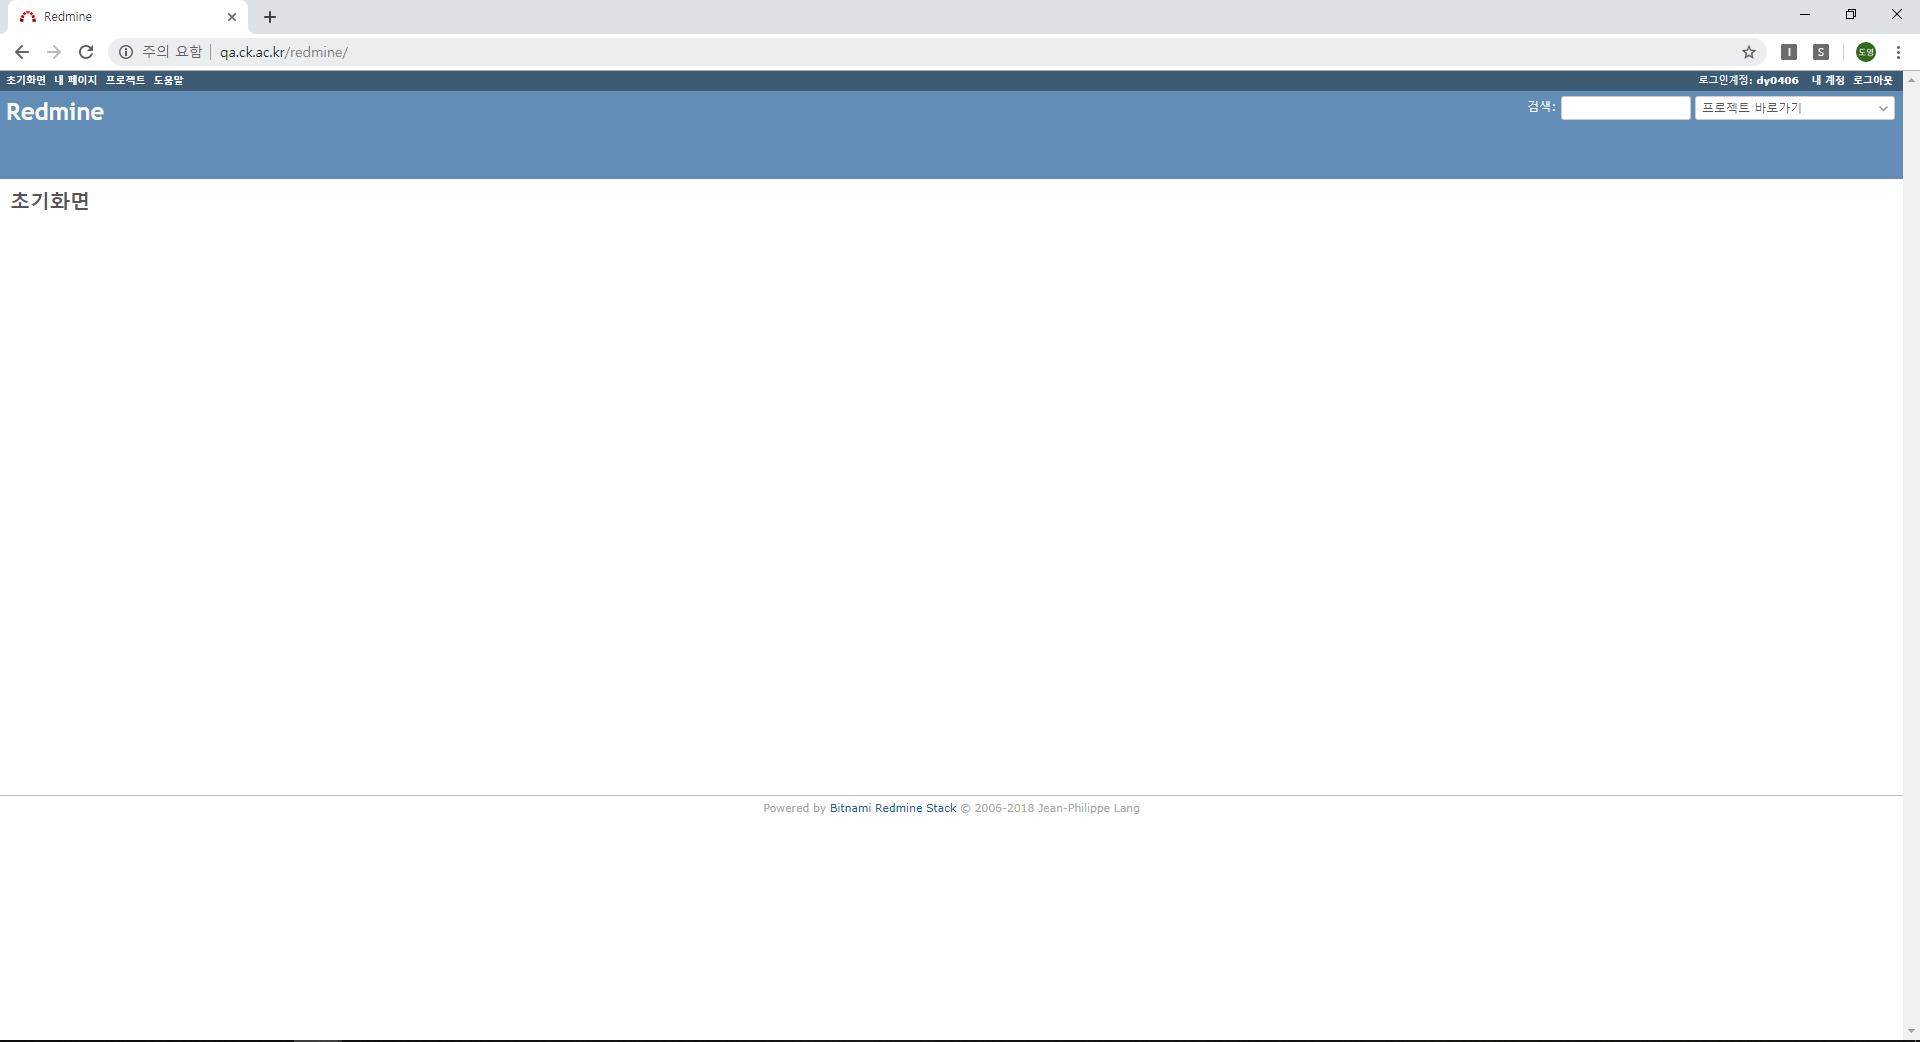 Redmine
주의 요함 qa.ck.ac.kr/redmine/ I S 도영
초기화면 내 페이지 프로젝트 도움말 로그인계정: dy0406 내 계정 로그아웃
Redmine 검색: 프로젝트 바로가기
초기화면
Powered by Bitnami Redmine Stack © 2006-2018 Jean-Philippe Lang